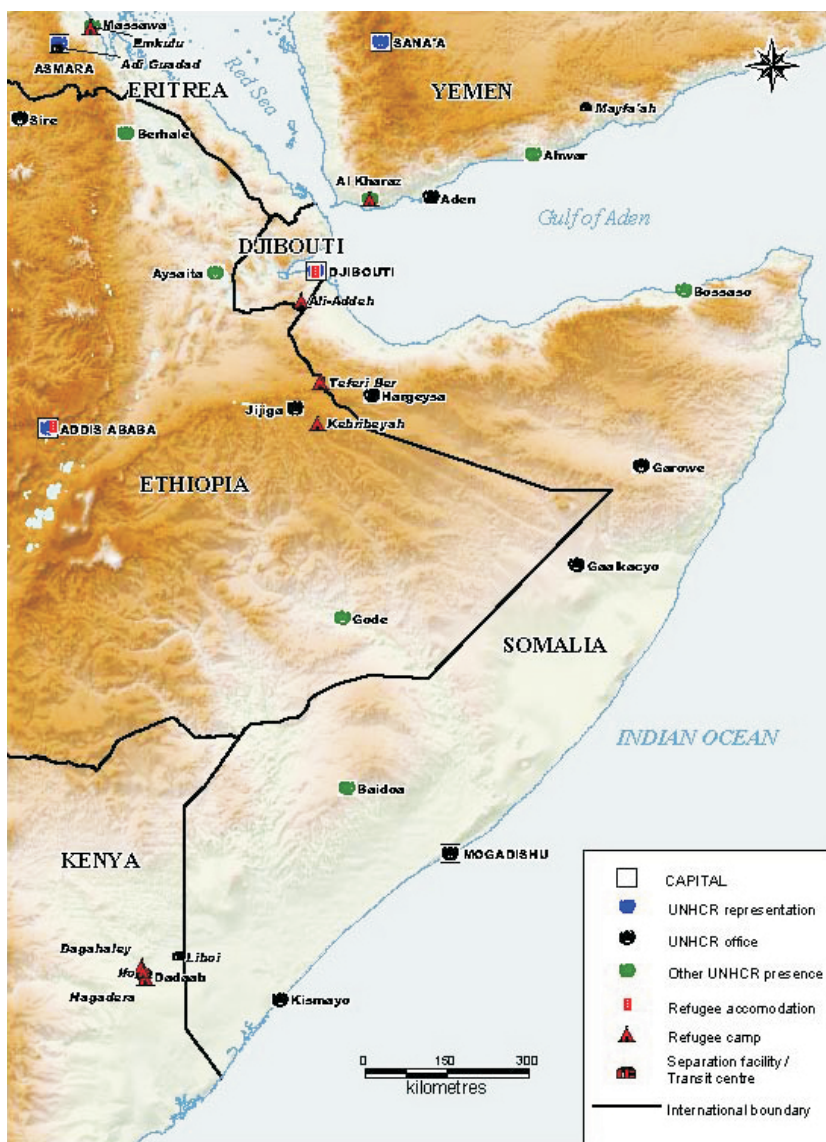 Massawa
Emkulu
SANA'A
ASMARA
Adi Guadad
Red Sea
ERITREA
YEMEN
Mayfa'ah
Sire
Berhale
Ahwar
Al Kharaz
Aden
Gulf of Aden
DJIBOUTI
Aysaita
DJIBOUTI
Bossaso
Ali-Addeh
Teferi Ber
Hargeysa
Jijiga
Kebribeyah
ADDIS ABABA
Garowe
ETHIOPIA
Gaalkacyo
Gode
SOMALIA
INDIAN OCEAN
Baidoa
MOGADISHU
KENYA
Dagahaley
Liboi
Dadaab
Hagadera
Kismayo
0 150 300
kilometres
CAPITAL
UNHCR representation
UNHCR office
Other UNHCR presence
Refugee accomodation
Refugee camp
Separation facility /
Transit centre
International boundary